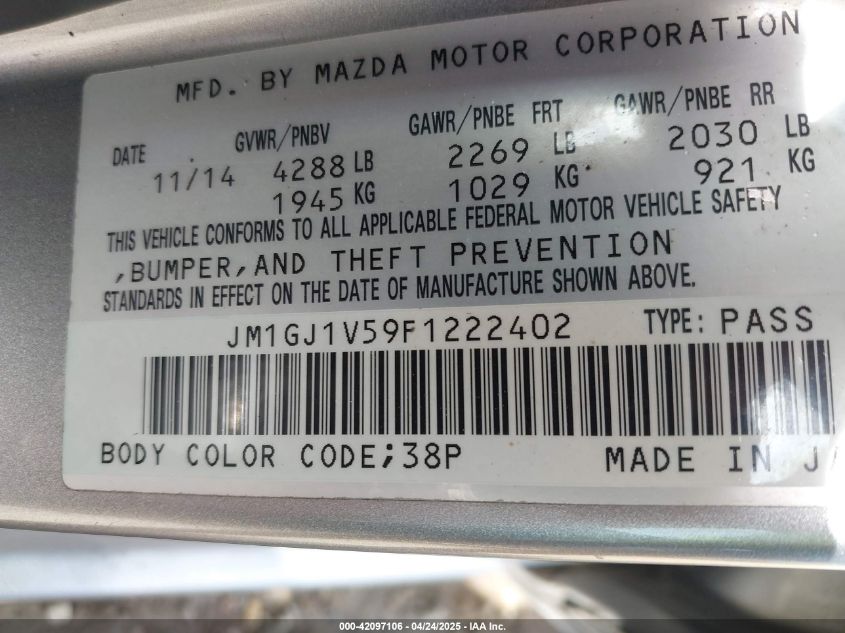 MFD. BY MAZDA MOTOR CORPORATION
DATE GVWR/PNBV GAWR/PNBE FRT GAWR/PNBE RR
11/14 4288 LB 2269 LB 2030 LB
1945 KG 1029 KG 921 KG
THIS VEHICLE CONFORMS TO ALL APPLICABLE FEDERAL MOTOR VEHICLE SAFETY
,BUMPER,AND THEFT PREVENTION
STANDARDS IN EFFECT ON THE DATE OF MANUFACTURE SHOWN ABOVE.
JM1GJ1V59F1222402 TYPE: PASS
BODY COLOR CODE;38P MADE IN J
000-42097106 - 04/24/2025 - IAA Inc.